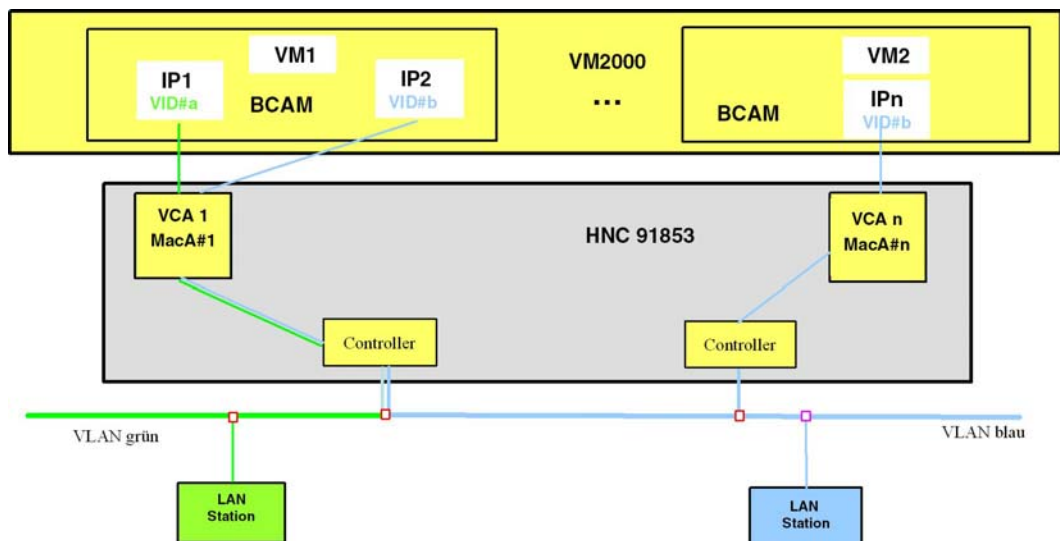 VM1
IP1
VID#a
BCAM
IP2
VID#b
VM2000
...
VM2
BCAM
IPn
VID#b
VCA 1
MacA#1
HNC 91853
VCA n
MacA#n
Controller
Controller
VLAN grün
VLAN blau
LAN
Station
LAN
Station